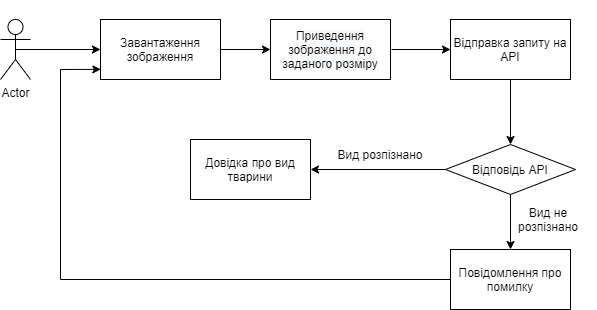 Actor
Завантаження
зображення
Приведення
зображення до
заданого розміру
Відправка запиту на
API
Відповідь API
Вид розпізнано
Довідка про вид
тварини
Вид не
розпізнано
Повідомлення про
помилку